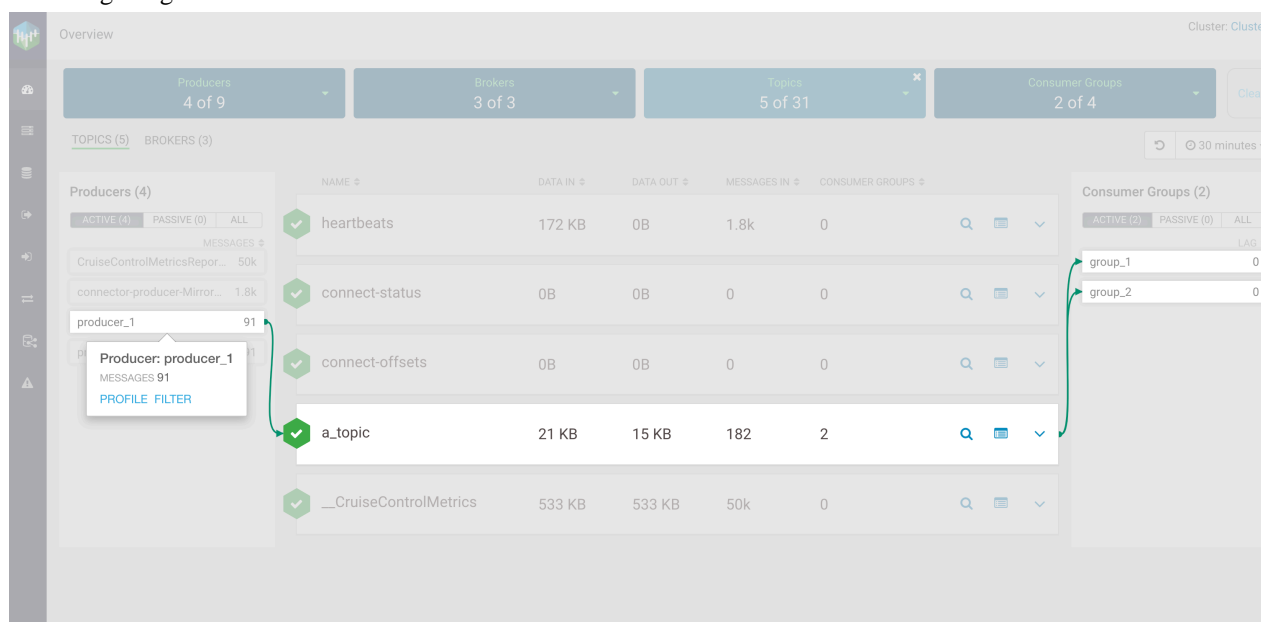 Overview
Cluster: Cluste
Producers
4 of 9
Brokers
3 of 3
Topics
5 of 31
Consumer Groups
2 of 4
Clea
TOPICS (5) BROKERS (3)
30 minutes
Producers (4)
ACTIVE (4) PASSIVE (0) ALL
MESSAGES
CruiseControlMetricsRepor... 50k
connector-producer-Mirror... 1.8k
producer_1 91
Producer: producer_1
MESSAGES 91
PROFILE FILTER
NAME DATA IN DATA OUT MESSAGES IN CONSUMER GROUPS
heartbeats 172 KB 0B 1.8k 0
connect-status 0B 0B 0 0
connect-offsets 0B 0B 0 0
a_topic 21 KB 15 KB 182 2
__CruiseControlMetrics 533 KB 533 KB 50k 0
Consumer Groups (2)
ACTIVE (2) PASSIVE (0) ALL
LAG
group_1 0
group_2 0